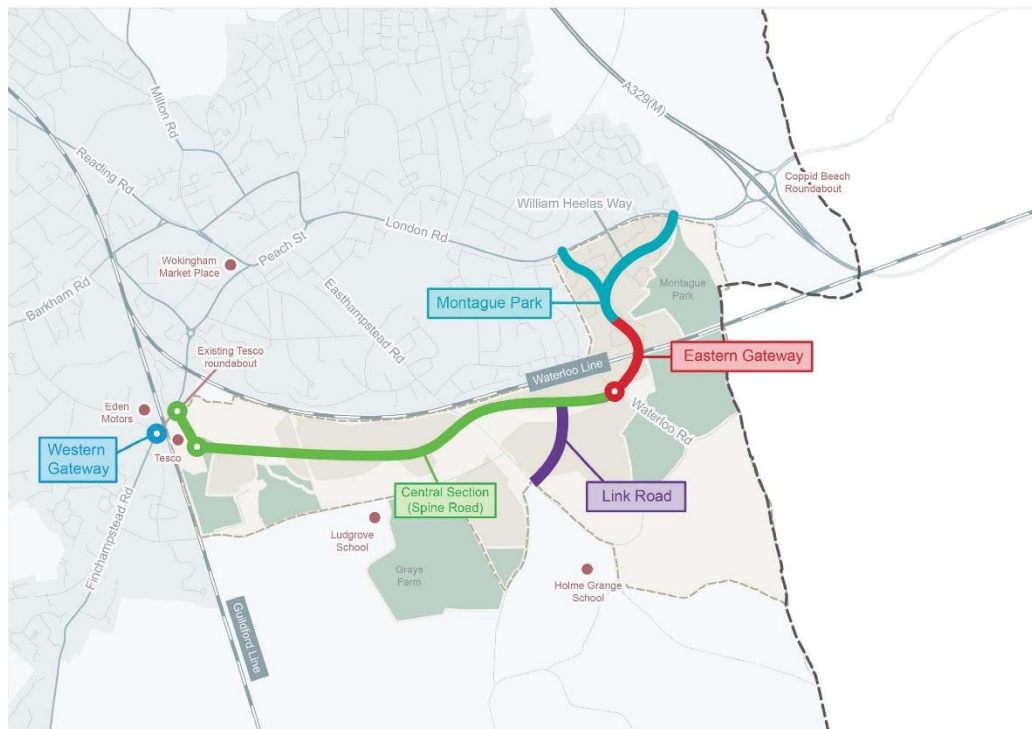 Milton Rd
A329(M)
Reading Rd
Coppid Beech
Roundabout
William Heelas Way
London Rd
Peach St
Wokingham
Market Place
Montague
Park
Barkham Rd
Easthampstead Rd
Montague Park
Existing Tesco
roundabout
Eastern Gateway
Waterloo Line
Eden
Motors
Waterloo Rd
Western
Gateway
Tesco
Central Section
(Spine Road)
Link Road
Ludgrove
School
Finchampstead Rd
Grays
Farm
Holme Grange
School
Guildford Line